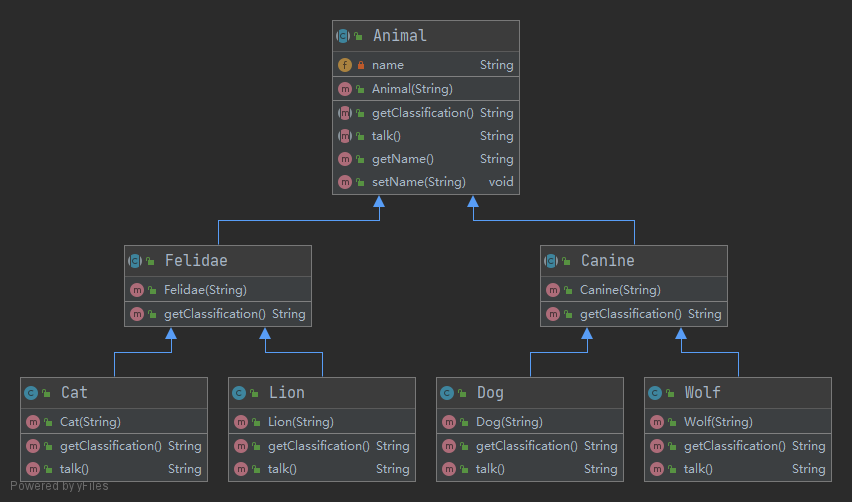 Animal
name String
Animal(String)
getClassification() String
talk() String
getName() String
setName(String) void
Felidae
Felidae(String)
getClassification() String
Canine
Canine(String)
getClassification() String
Cat
Cat(String)
getClassification() String
talk() String
Lion
Lion(String)
getClassification() String
talk() String
Dog
Dog(String)
getClassification() String
talk() String
Wolf
Wolf(String)
getClassification() String
talk() String
Powered by yFiles